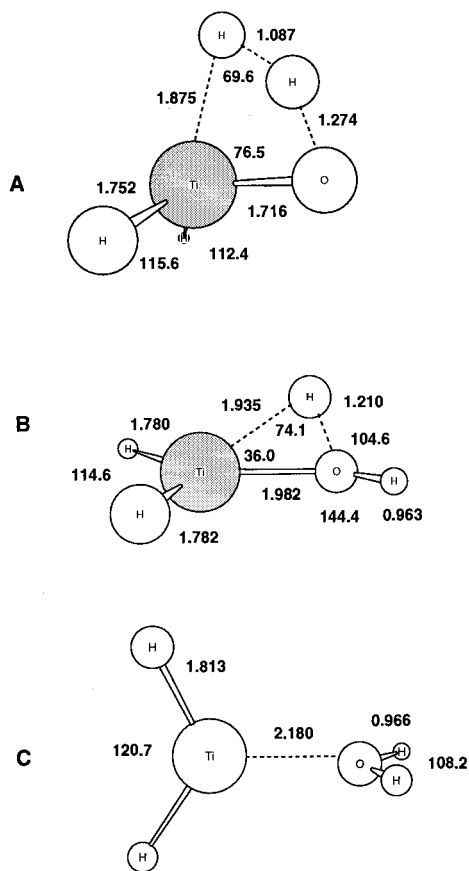 H 1.087
69.6 H
1.875 1.274
A 76.5
1.752 Ti O
1.716
H H 112.4
115.6
B 1.935 H 1.210
1.780 74.1 104.6
H 36.0
114.6 Ti O H
H 1.982 144.4 0.963
1.782
H 1.813
2.180 0.966
C 120.7 Ti O H 108.2
H
H